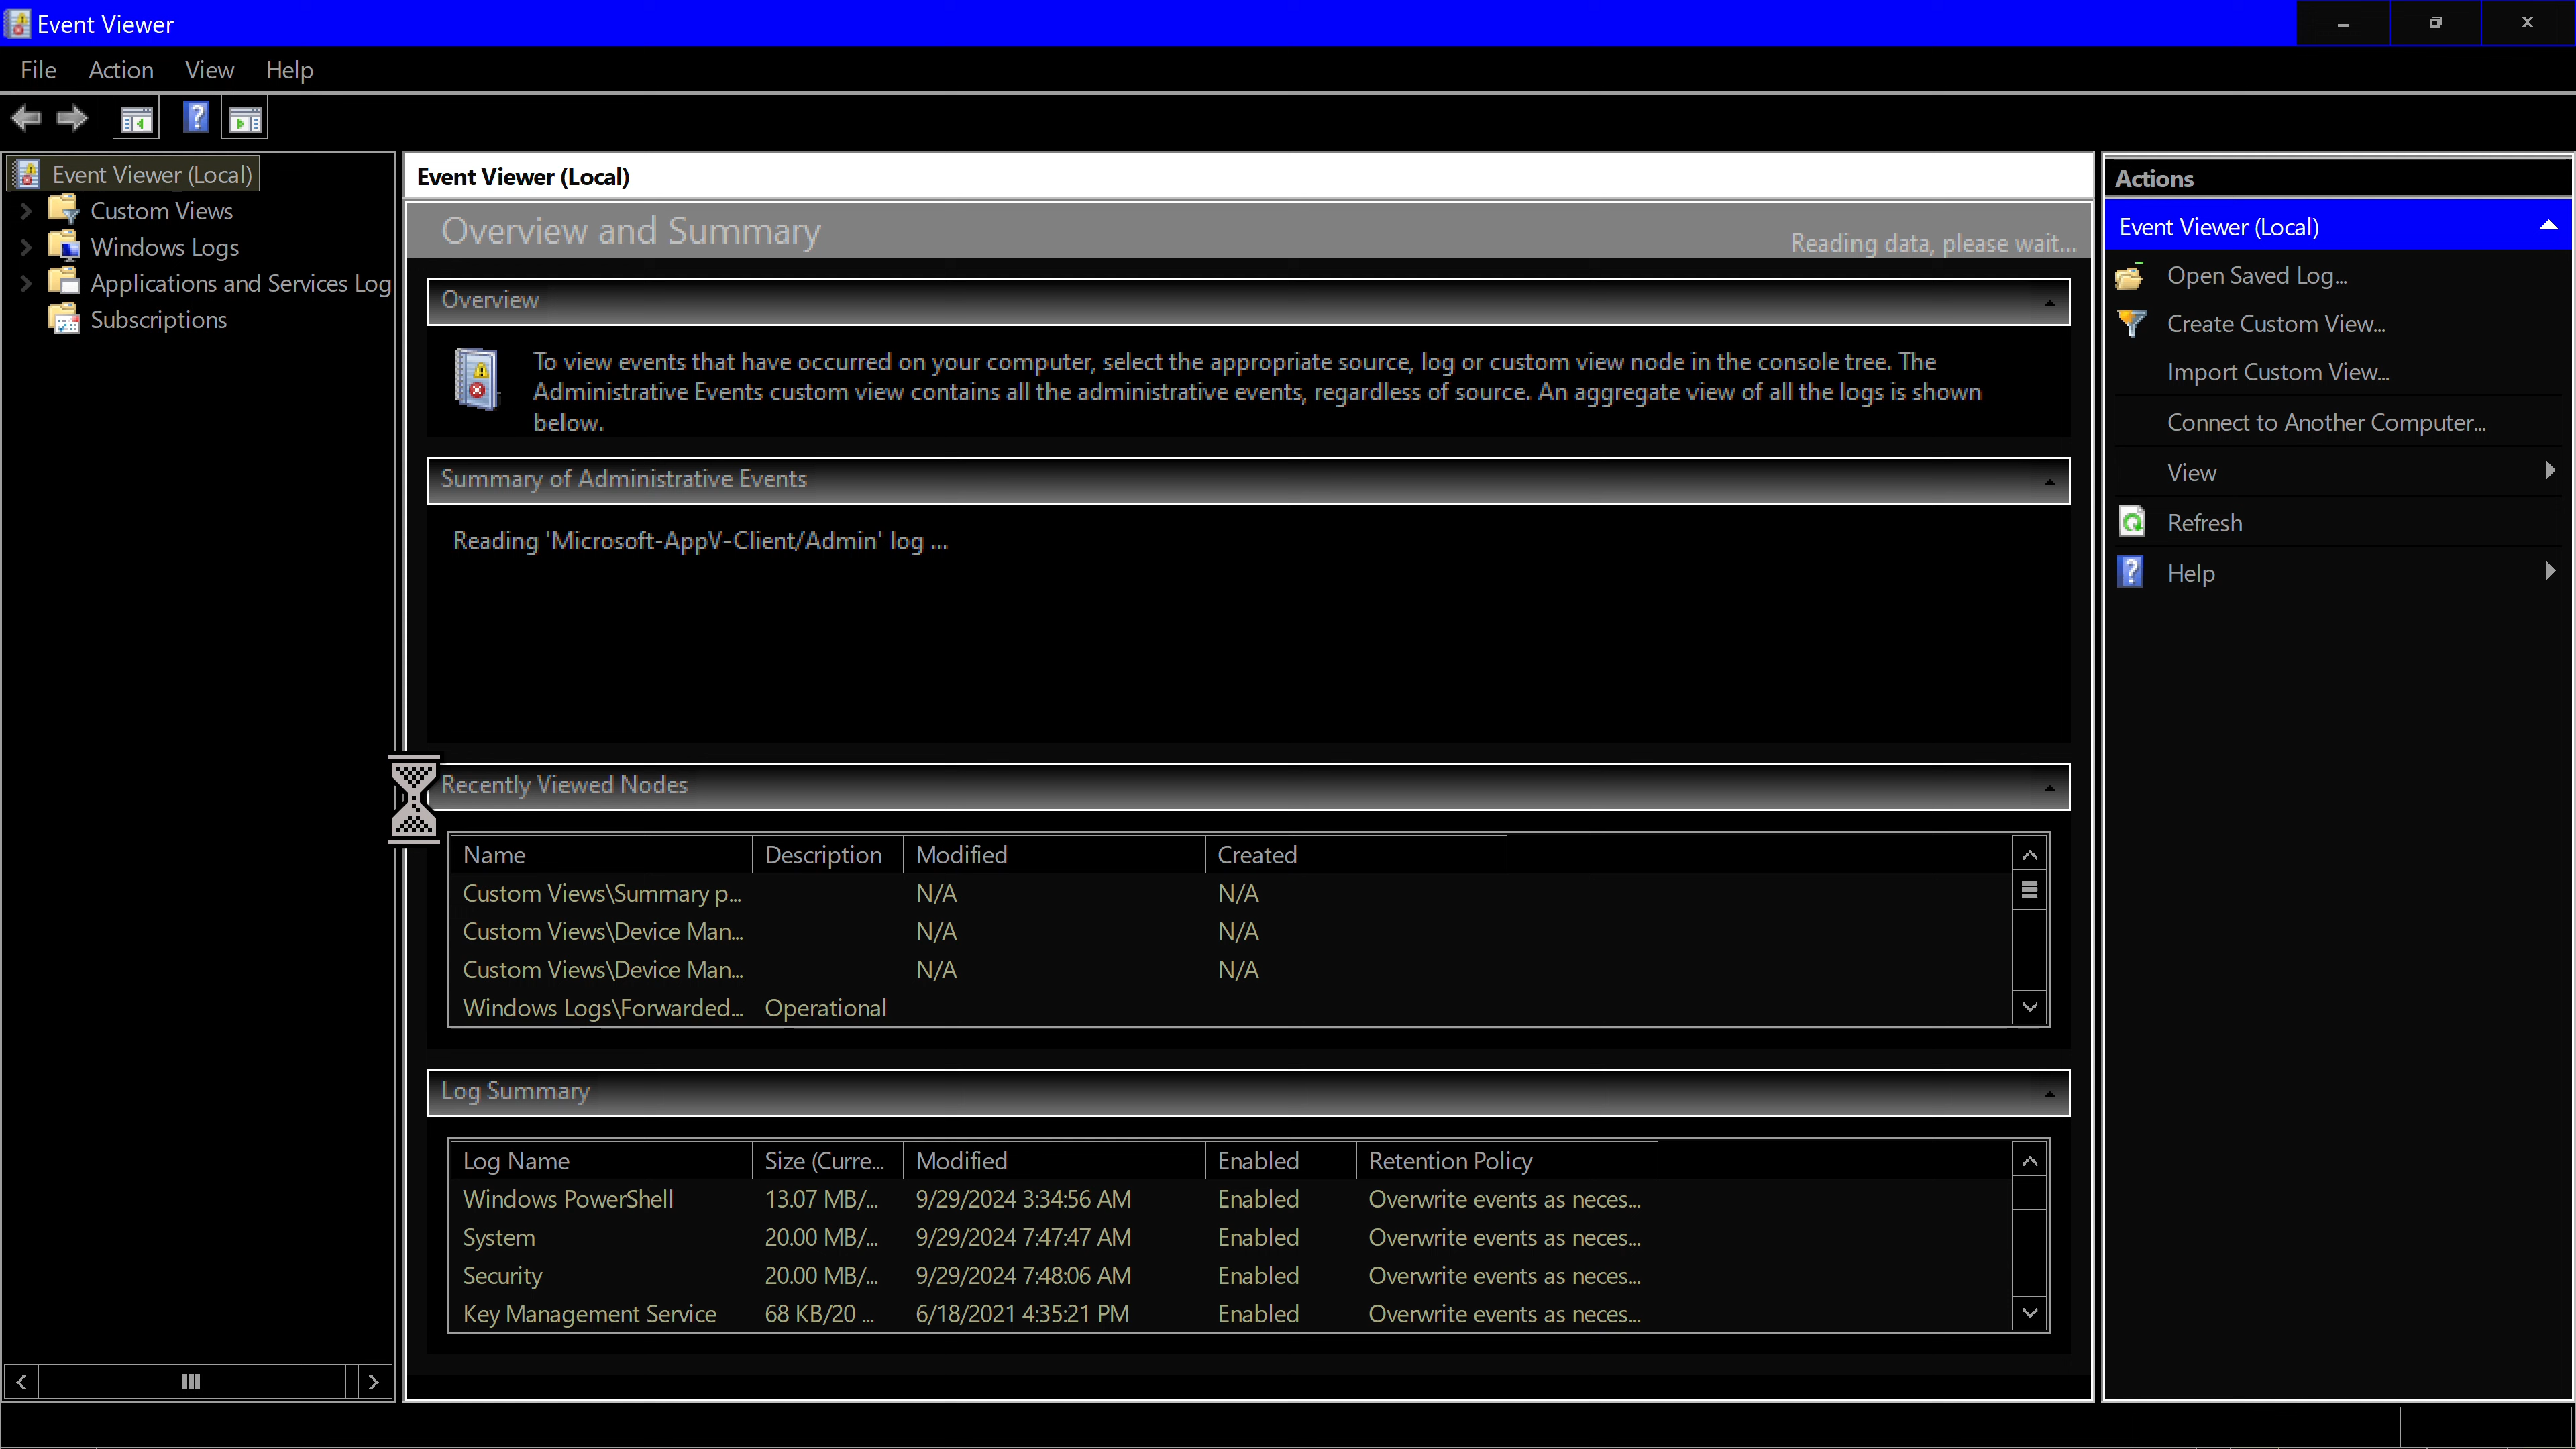 Event Viewer
File Action View Help
Event Viewer (Local)
Custom Views
Windows Logs
Applications and Services Log
Subscriptions
Event Viewer (Local)
Overview and Summary
Reading data, please wait...
Overview
To view events that have occurred on your computer, select the appropriate source, log or custom view node in the console tree. The
Administrative Events custom view contains all the administrative events, regardless of source. An aggregate view of all the logs is shown
below.
Summary of Administrative Events
Reading 'Microsoft-AppV-Client/Admin' log ...
Recently Viewed Nodes
Name Description Modified Created
Custom Views\Summary p... N/A N/A
Custom Views\Device Man... N/A N/A
Custom Views\Device Man... N/A N/A
Windows Logs\Forwarded... Operational
Log Summary
Log Name Size (Curre... Modified Enabled Retention Policy
Windows PowerShell 13.07 MB/... 9/29/2024 3:34:56 AM Enabled Overwrite events as neces...
System 20.00 MB/... 9/29/2024 7:47:47 AM Enabled Overwrite events as neces...
Security 20.00 MB/... 9/29/2024 7:48:06 AM Enabled Overwrite events as neces...
Key Management Service 68 KB/20 ... 6/18/2021 4:35:21 PM Enabled Overwrite events as neces...
Actions
Event Viewer (Local)
Open Saved Log...
Create Custom View...
Import Custom View...
Connect to Another Computer...
View
Refresh
Help